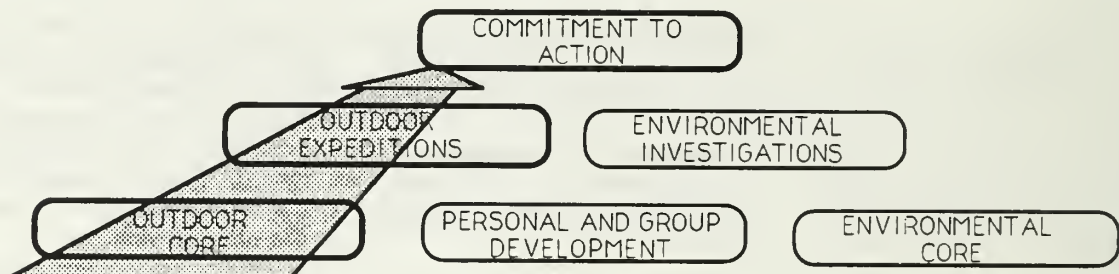 COMMITMENT TO
ACTION
OUTDOOR
EXPEDITIONS
ENVIRONMENTAL
INVESTIGATIONS
OUTDOOR
CORE
PERSONAL AND GROUP
DEVELOPMENT
ENVIRONMENTAL
CORE